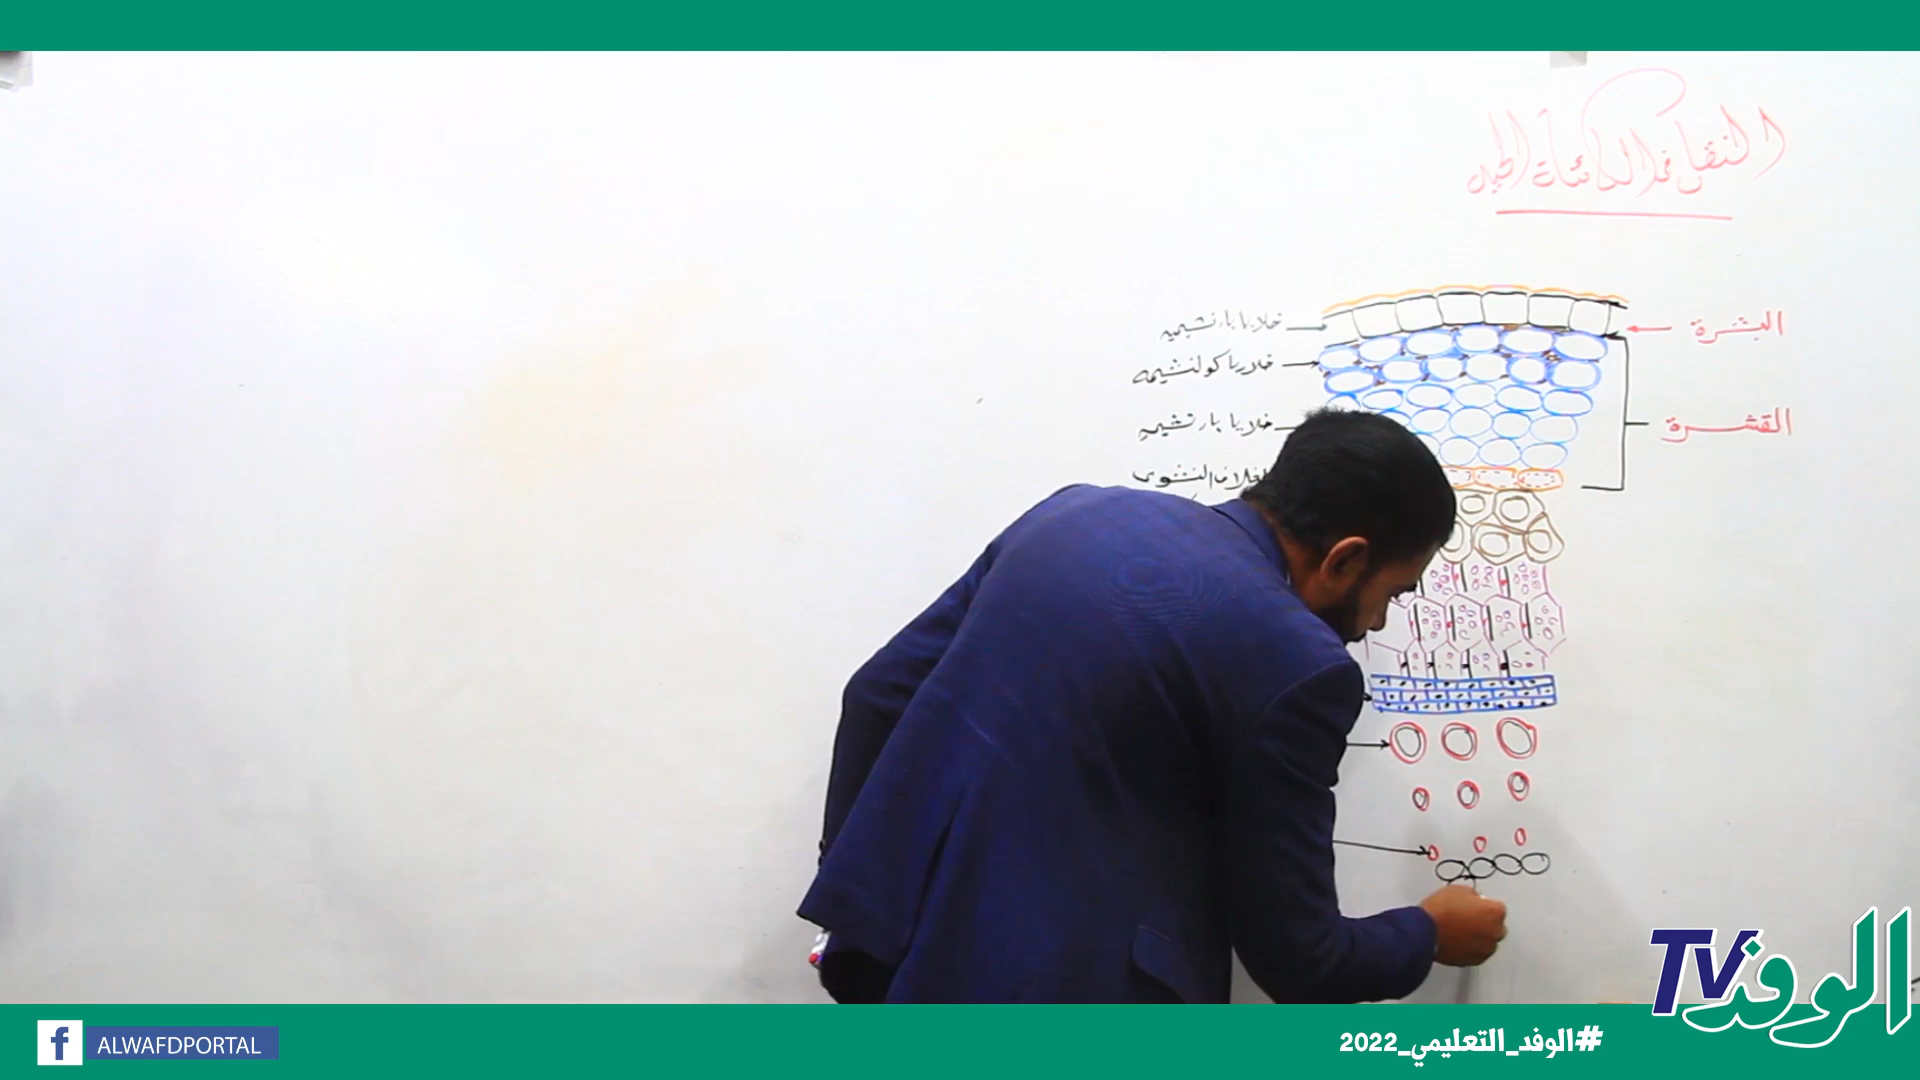 النقل في الكائنات الحية
البشرة
خلايا بارنشيمية
خلايا كولنشيمية
القشرة
خلايا بارنشيمية
الغلاف النشوي
الوفد TV
ALWAFDPORTAL
#الوفد_التعليمي_2022